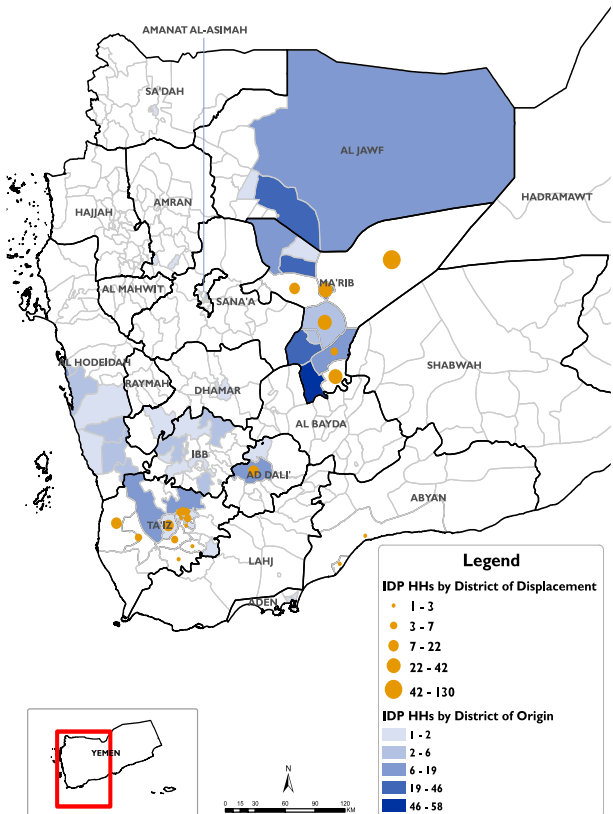 AMANAT AL-ASIMAH
SA'DAH
AL JAWF
HADRAMAWT
AMRAN
HAJJAH
MA'RIB
AL MAHWIT
SANA'A
AL HODEIDAH
SHABWAH
RAYMAH
DHAMAR
AL BAYDA
IBB
AD DALI'
ABYAN
TA'IZ
LAHJ
ADEN
Legend
IDP HHs by District of Displacement
1 - 3
3 - 7
7 - 22
22 - 42
42 - 130
IDP HHs by District of Origin
1 - 2
2 - 6
6 - 19
19 - 46
46 - 58
YEMEN
N
0 15 30 60 90 120
KM